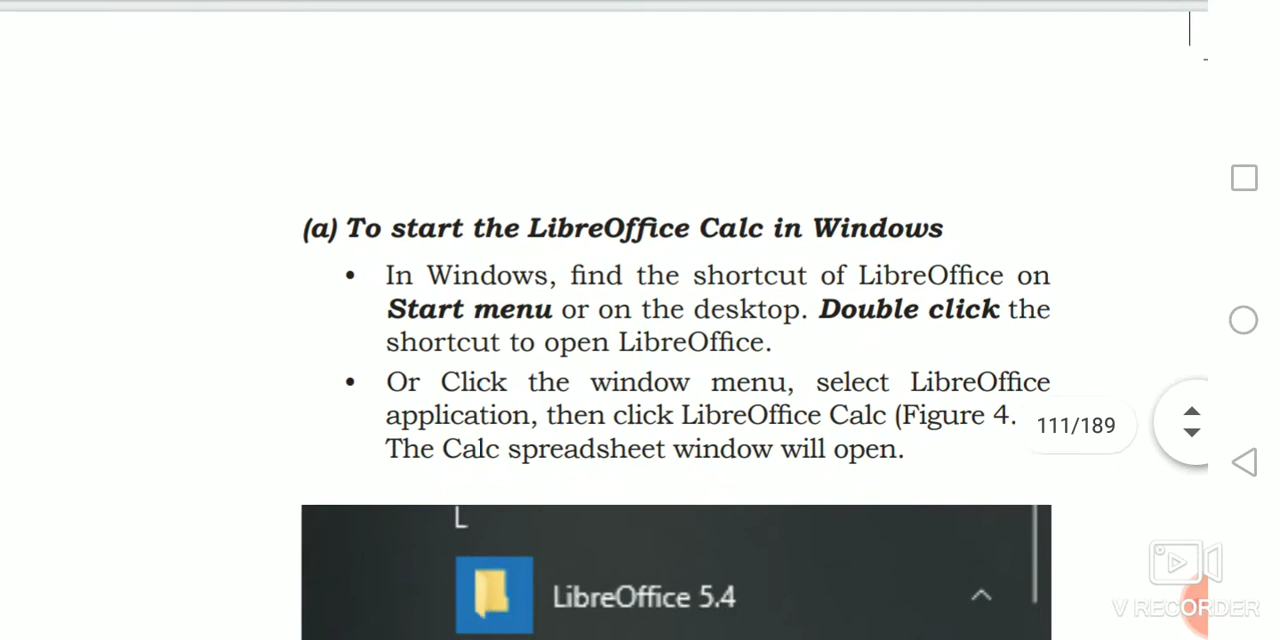 (a) To start the LibreOffice Calc in Windows
• In Windows, find the shortcut of LibreOffice on
Start menu or on the desktop. Double click the
shortcut to open LibreOffice.
• Or Click the window menu, select LibreOffice
application, then click LibreOffice Calc (Figure 4.
111/189
The Calc spreadsheet window will open.
L
LibreOffice 5.4
V RECORDER